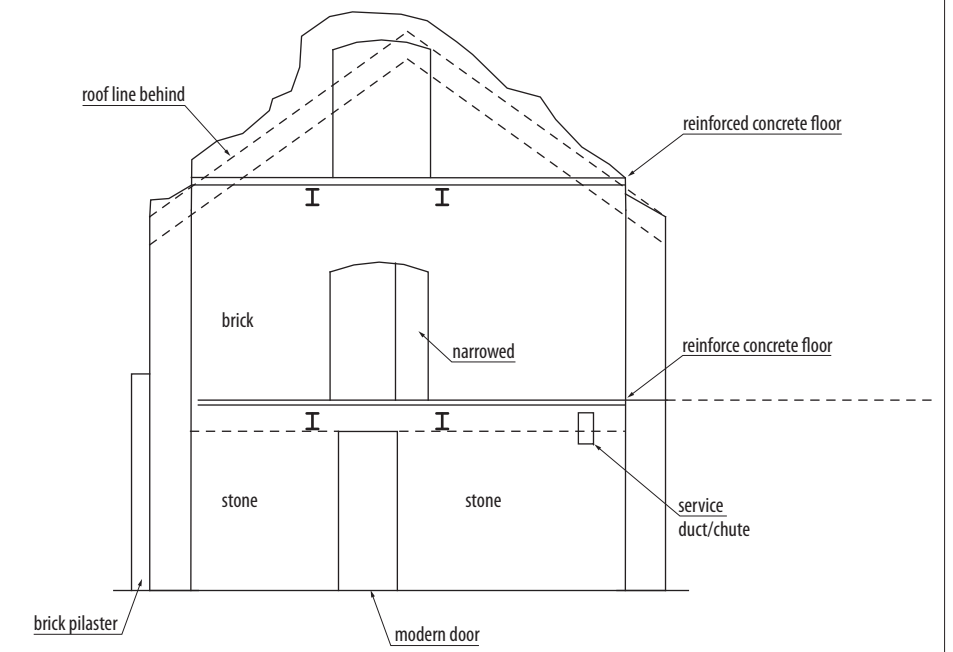 roof line behind
reinforced concrete floor
brick
narrowed
reinforce concrete floor
stone
stone
service
duct/chute
brick pilaster
modern door